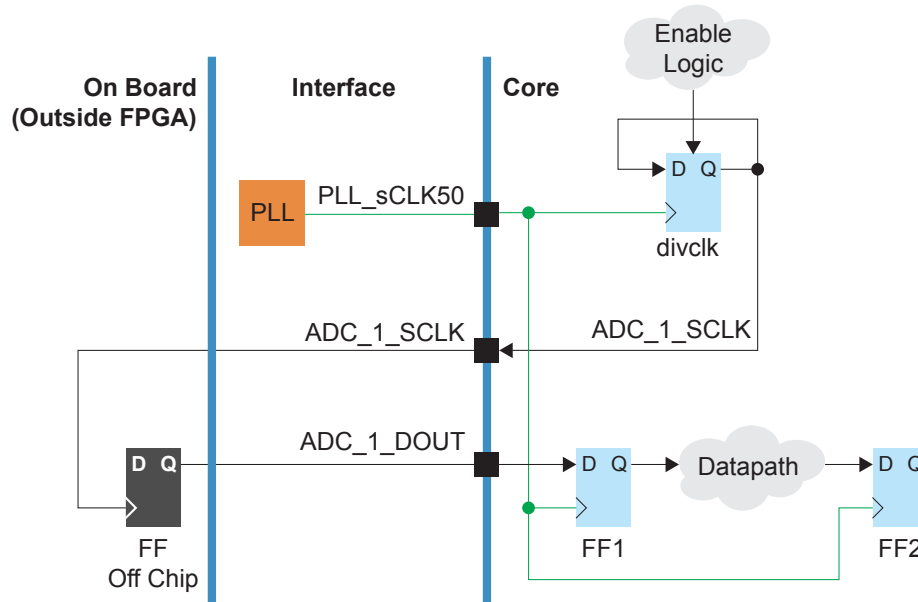 Enable
Logic
On Board
(Outside FPGA)
Interface
Core
D Q
PLL
PLL_sCLK50
divclk
ADC_1_SCLK
ADC_1_SCLK
ADC_1_DOUT
D Q
D Q
Datapath
D Q
FF
Off Chip
FF1
FF2